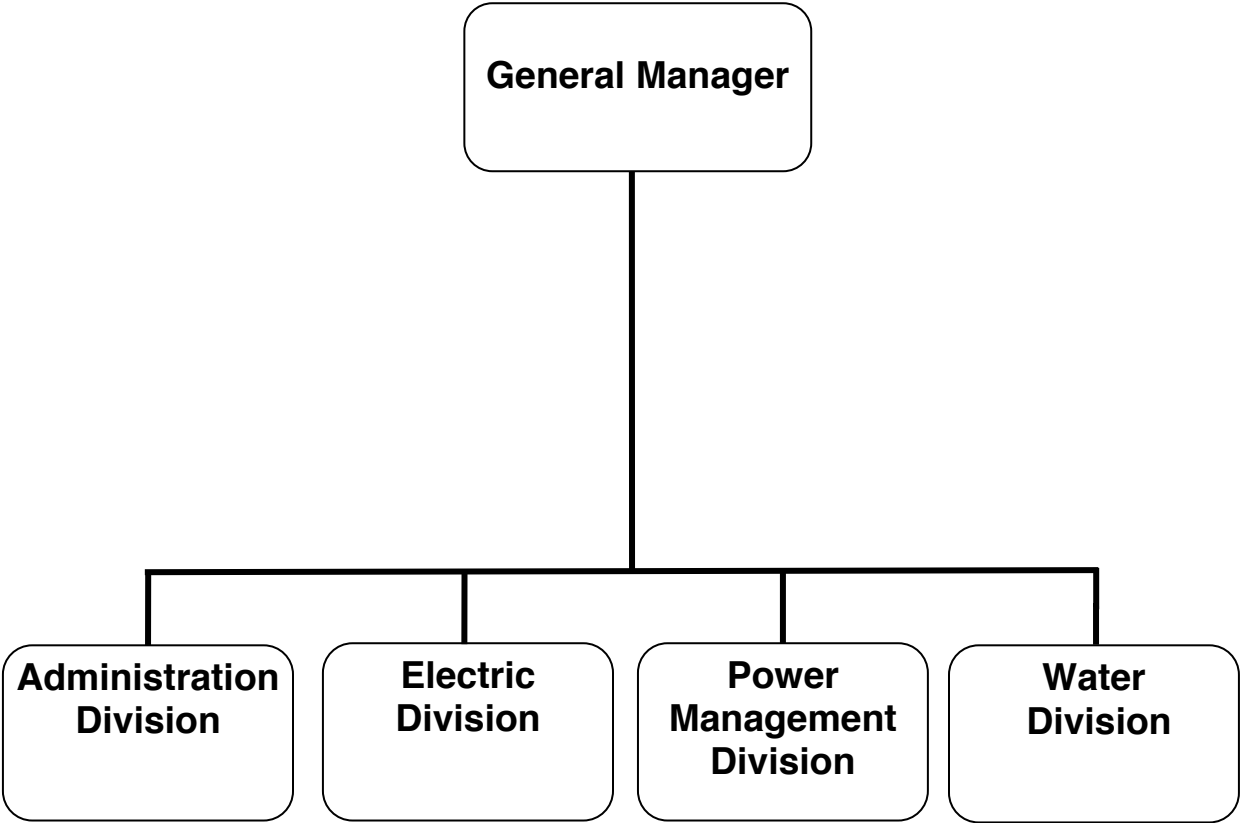 General Manager
Administration
Division
Electric
Division
Power
Management
Division
Water
Division